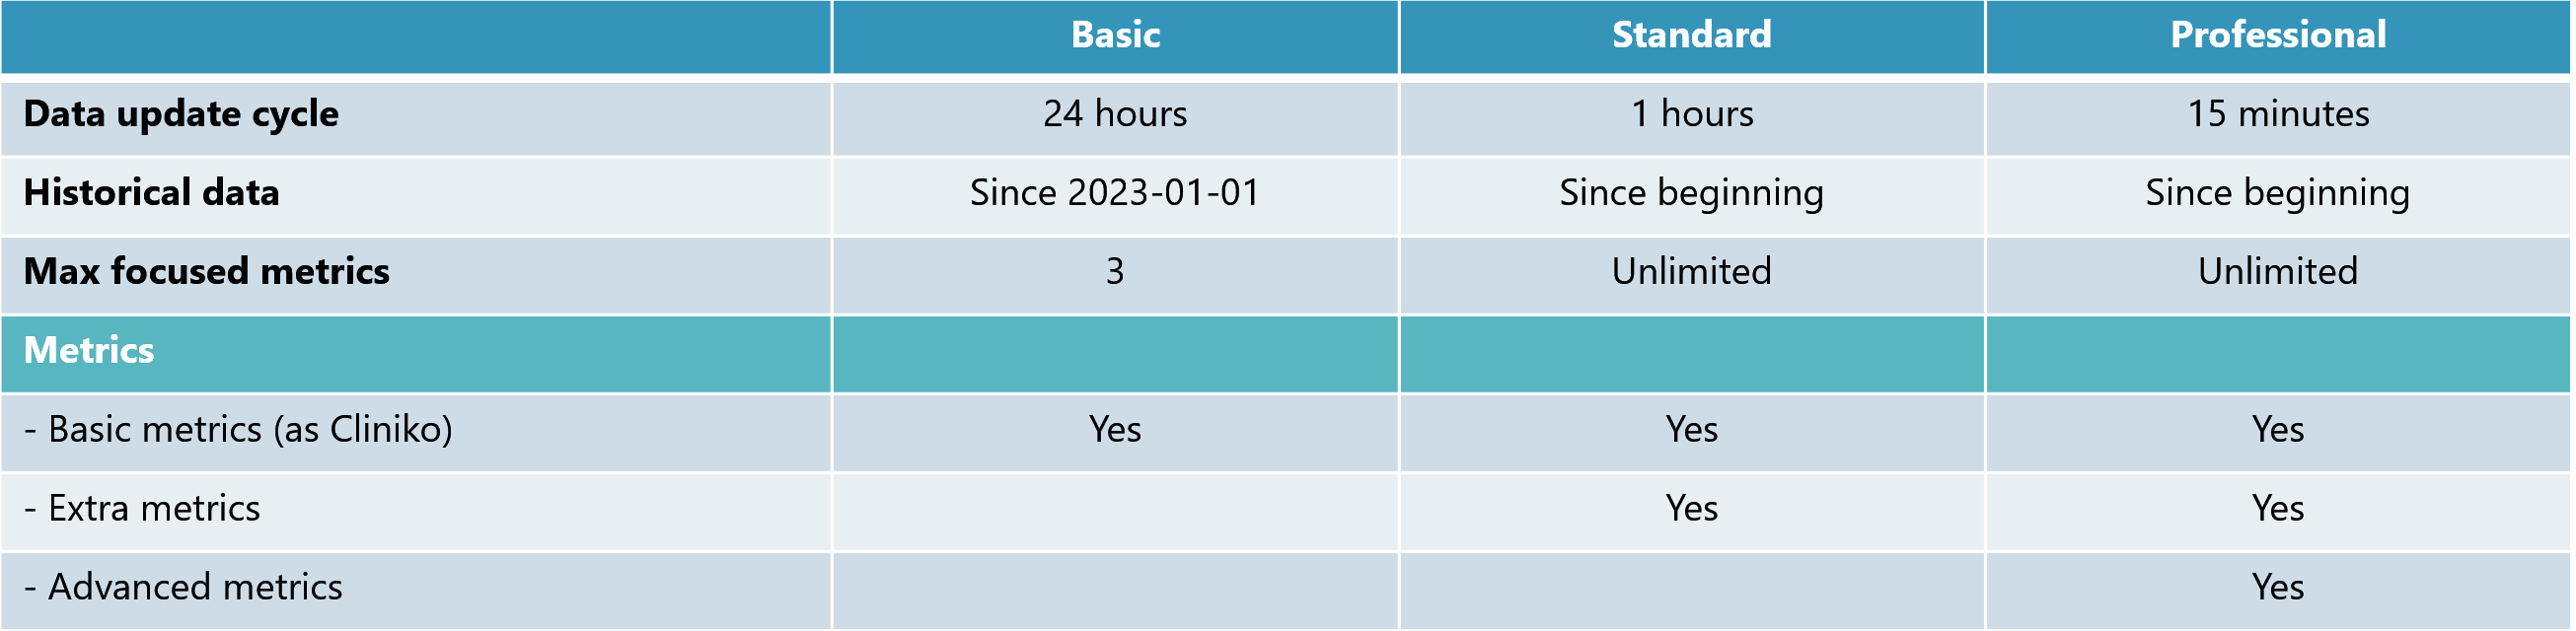 Basic Standard Professional
Data update cycle 24 hours 1 hours 15 minutes
Historical data Since 2023-01-01 Since beginning Since beginning
Max focused metrics 3 Unlimited Unlimited
Metrics
- Basic metrics (as Cliniko) Yes Yes Yes
- Extra metrics Yes Yes
- Advanced metrics Yes